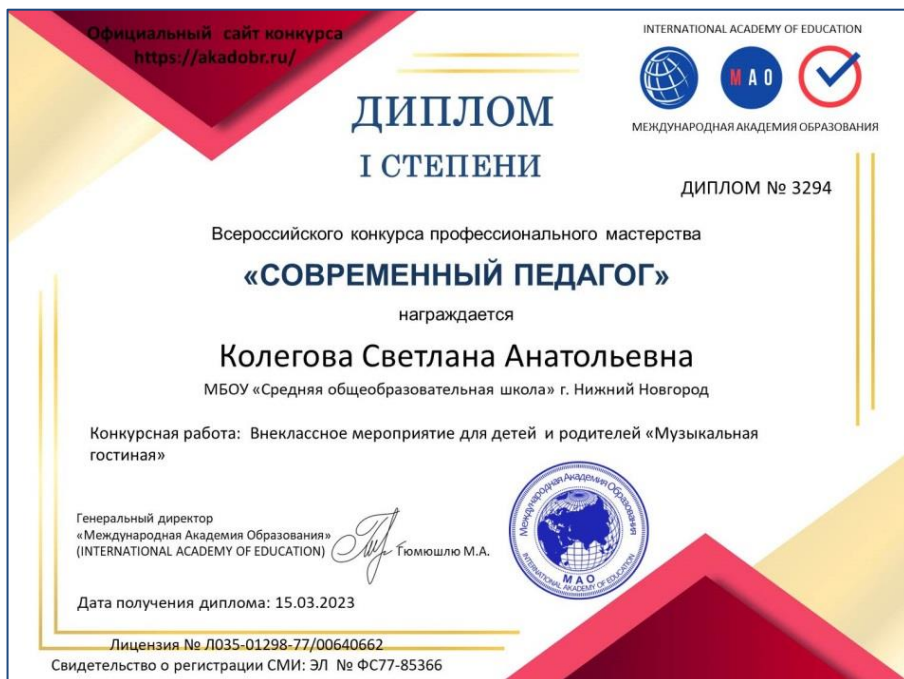 Официальный сайт конкурса
https://akadobr.ru/
INTERNATIONAL ACADEMY OF EDUCATION
МАО
МЕЖДУНАРОДНАЯ АКАДЕМИЯ ОБРАЗОВАНИЯ
ДИПЛОМ
I СТЕПЕНИ
ДИПЛОМ № 3294
Всероссийского конкурса профессионального мастерства
«СОВРЕМЕННЫЙ ПЕДАГОГ»
награждается
Колегова Светлана Анатольевна
МБОУ «Средняя общеобразовательная школа» г. Нижний Новгород
Конкурсная работа: Внеклассное мероприятие для детей и родителей «Музыкальная
гостиная»
Генеральный директор
«Международная Академия Образования»
(INTERNATIONAL ACADEMY OF EDUCATION)
Тюмюшлю М.А.
Международная Академия Образования
МАО
INTERNATIONAL AKADEMY OF EDUCATION
Дата получения диплома: 15.03.2023
Лицензия № Л035-01298-77/00640662
Свидетельство о регистрации СМИ: ЭЛ № ФС77-85366